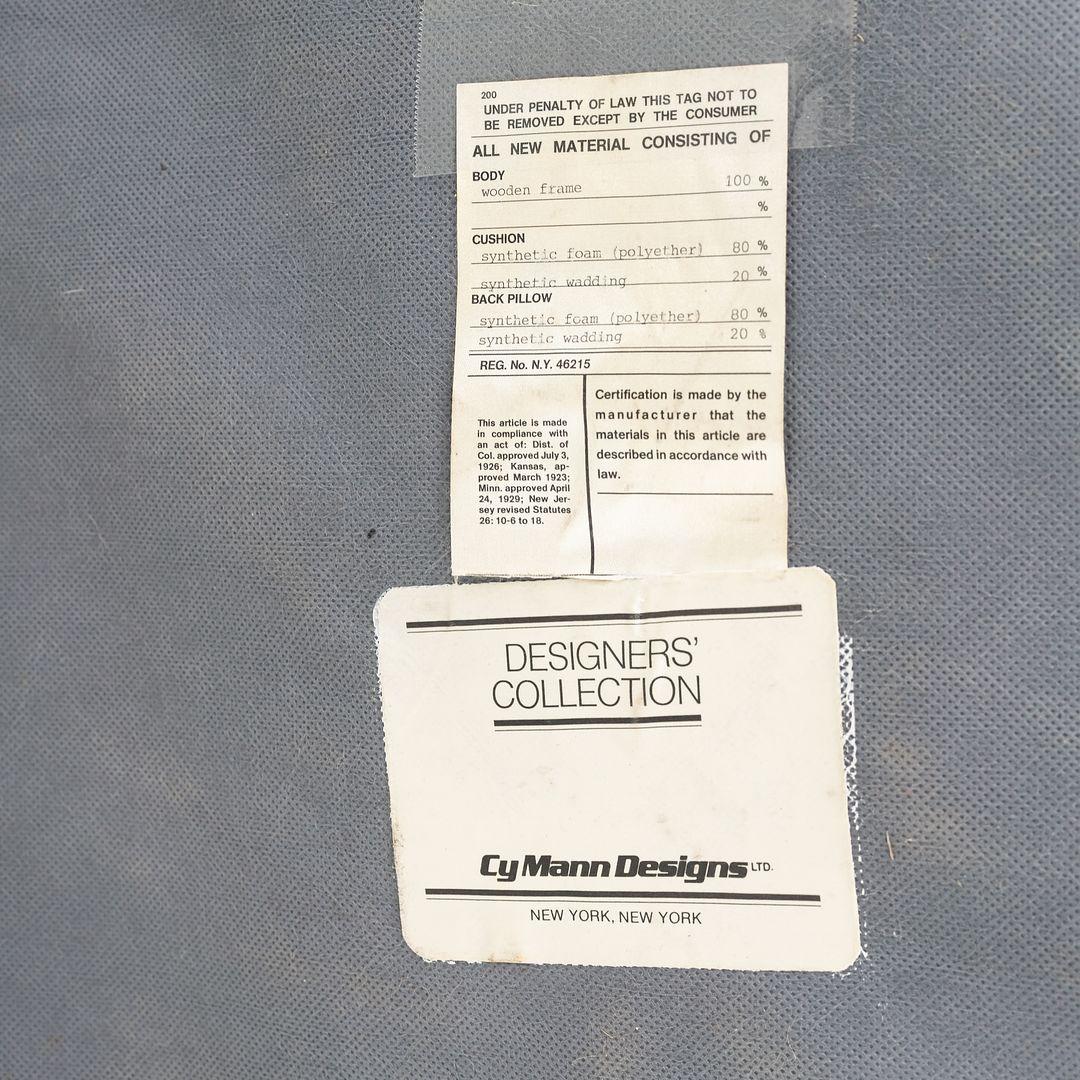 200
UNDER PENALTY OF LAW THIS TAG NOT TO
BE REMOVED EXCEPT BY THE CONSUMER
ALL NEW MATERIAL CONSISTING OF
BODY
wooden frame 100 %
%
CUSHION
synthetic foam (polyether) 80 %
synthetic wadding 20 %
BACK PILLOW
synthetic foam (polyether) 80 %
synthetic wadding 20 %
REG. No. N.Y. 46215
This article is made
in compliance with
an act of: Dist. of
Col. approved July 3,
1926; Kansas, ap-
proved March 1923;
Minn. approved April
24, 1929; New Jer-
sey revised Statutes
26: 10-6 to 18.
Certification is made by the
manufacturer that the
materials in this article are
described in accordance with
law.
DESIGNERS'
COLLECTION
Cy Mann Designs LTD.
NEW YORK, NEW YORK